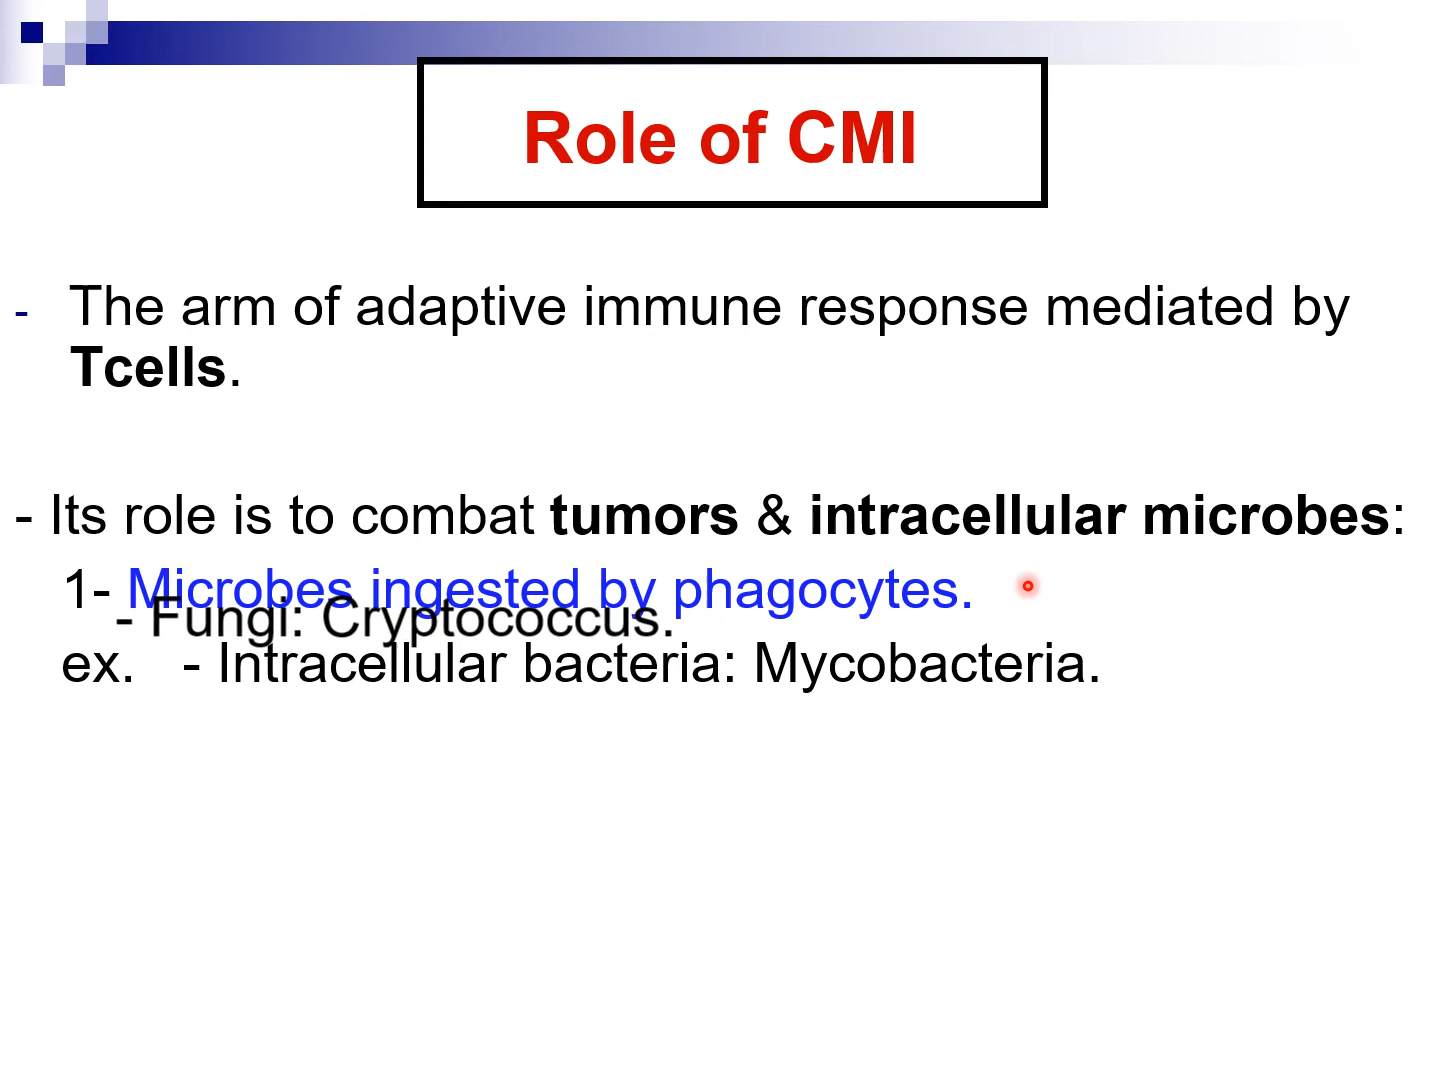 Role of CMI
- The arm of adaptive immune response mediated by
Tcells.
- Its role is to combat tumors & intracellular microbes:
1- Microbes ingested by phagocytes.
- Fungi: Cryptococcus.
ex. - Intracellular bacteria: Mycobacteria.